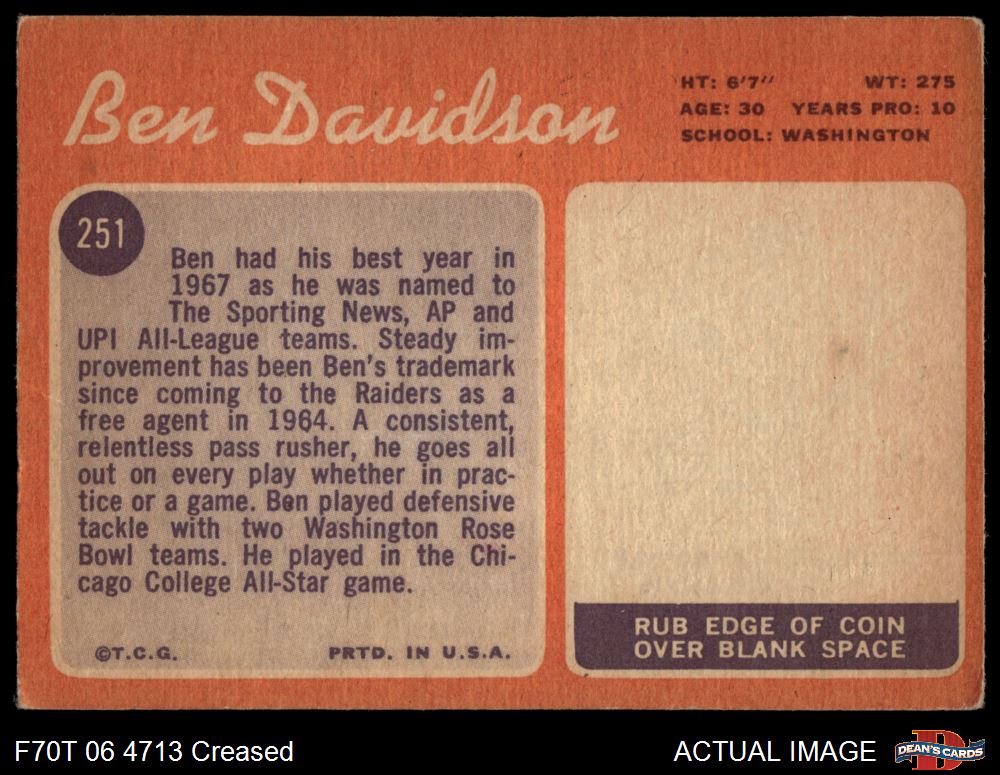 Ben Davidson
HT: 6'7" WT: 275
AGE: 30 YEARS PRO: 10
SCHOOL: WASHINGTON
251
Ben had his best year in
1967 as he was named to
The Sporting News, AP and
UPI All-League teams. Steady im-
provement has been Ben's trademark
since coming to the Raiders as a
free agent in 1964. A consistent,
relentless pass rusher, he goes all
out on every play whether in prac-
tice or a game. Ben played defensive
tackle with two Washington Rose
Bowl teams. He played in the Chi-
cago College All-Star game.
©T.C.G. PRTD. IN U.S.A.
RUB EDGE OF COIN
OVER BLANK SPACE
F70T 06 4713 Creased
ACTUAL IMAGE
D
DEAN'S CARDS